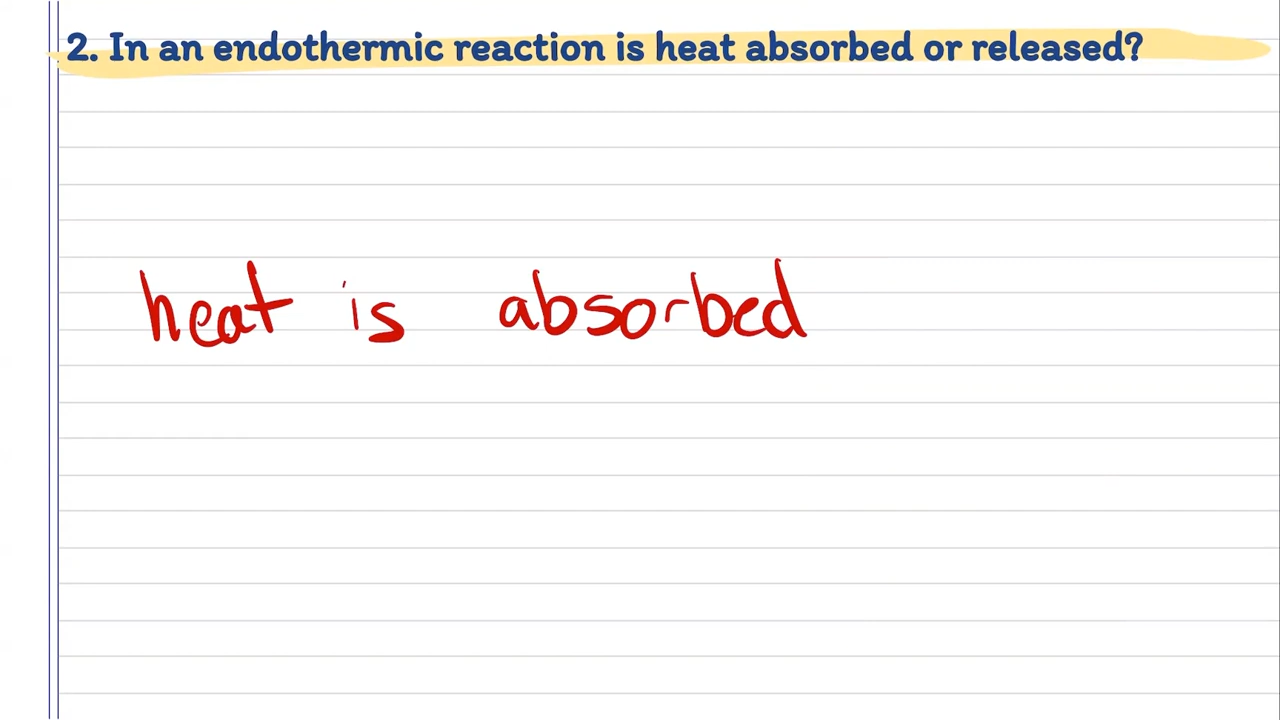 2. In an endothermic reaction is heat absorbed or released?
heat is absorbed